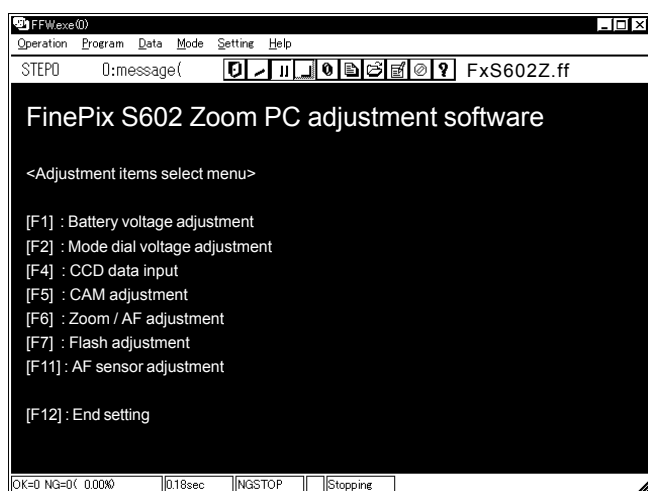 FFW.exe(0)
Operation Program Data Mode Setting Help
STEP0 0:message( FxS602Z.ff
FinePix S602 Zoom PC adjustment software
<Adjustment items select menu>
[F1] : Battery voltage adjustment
[F2] : Mode dial voltage adjustment
[F4] : CCD data input
[F5] : CAM adjustment
[F6] : Zoom / AF adjustment
[F7] : Flash adjustment
[F11] : AF sensor adjustment
[F12] : End setting
OK=0 NG=0( 0.00%) 0.18sec NGSTOP Stopping